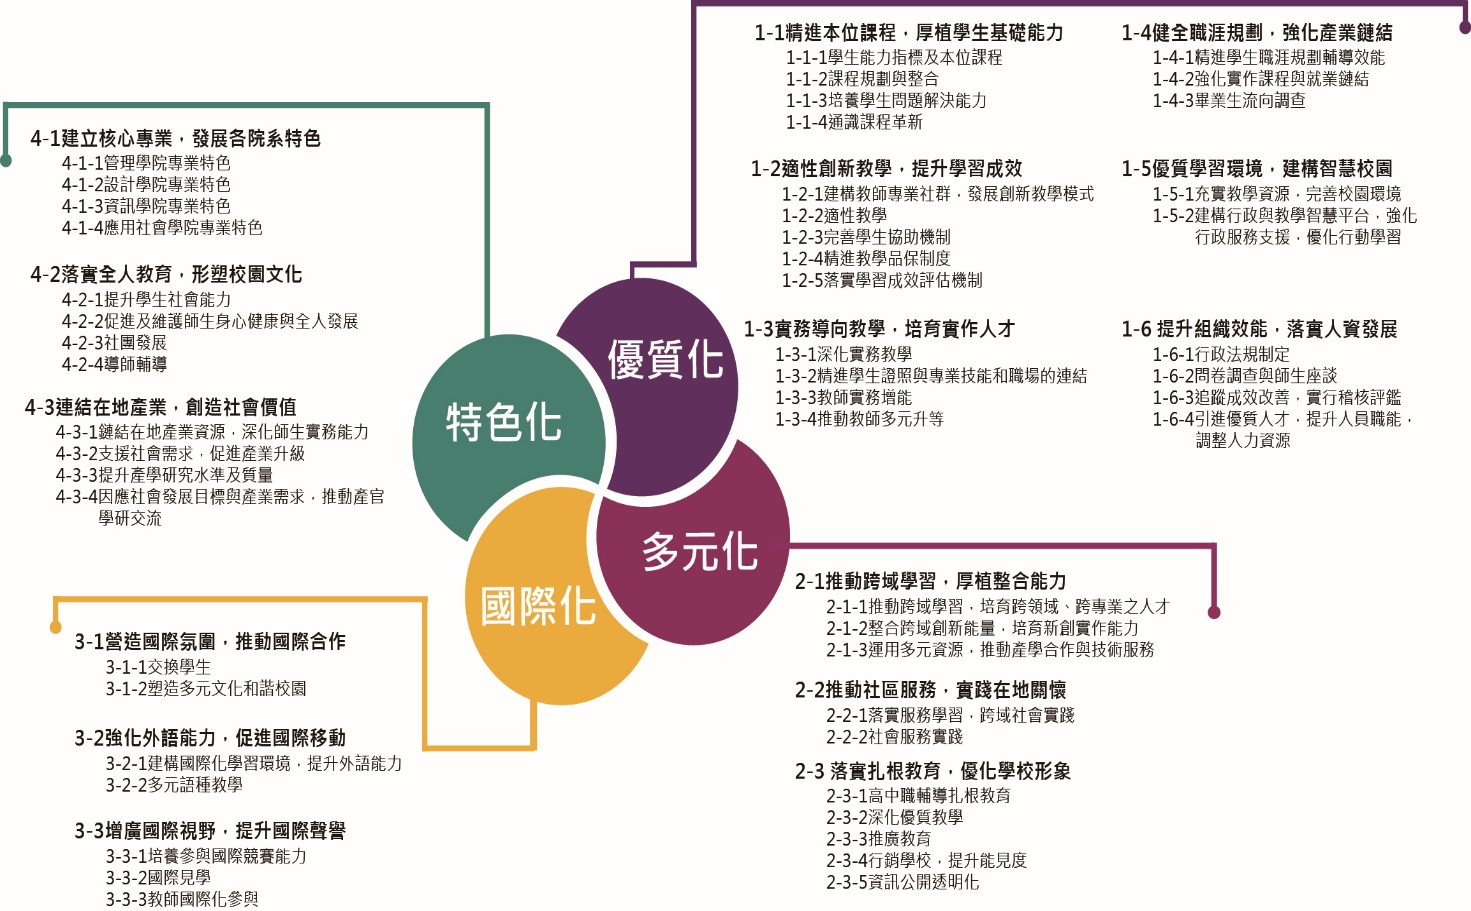 優質化
1-1精進本位課程，厚植學生基礎能力
1-1-1學生能力指標及本位課程
1-1-2課程規劃與整合
1-1-3培養學生問題解決能力
1-1-4通識課程革新
1-2適性創新教學，提升學習成效
1-2-1建構教師專業社群，發展創新教學模式
1-2-2適性教學
1-2-3完善學生協助機制
1-2-4精進教學品保制度
1-2-5落實學習成效評估機制
1-3實務導向教學，培育實作人才
1-3-1深化實務教學
1-3-2精進學生證照與專業技能和職場的連結
1-3-3教師實務增能
1-3-4推動教師多元升等
1-4健全職涯規劃，強化產業鏈結
1-4-1精進學生職涯規劃輔導效能
1-4-2強化實作課程與就業鏈結
1-4-3畢業生流向調查
1-5優質學習環境，建構智慧校園
1-5-1充實教學資源，完善校園環境
1-5-2建構行政與教學智慧平台，強化
行政服務支援，優化行動學習
1-6 提升組織效能，落實人資發展
1-6-1行政法規制定
1-6-2問卷調查與師生座談
1-6-3追蹤成效改善，實行稽核評鑑
1-6-4引進優質人才，提升人員職能，
調整人力資源
多元化
2-1推動跨域學習，厚植整合能力
2-1-1推動跨域學習，培育跨領域、跨專業之人才
2-1-2整合跨域創新能量，培育新創實作能力
2-1-3運用多元資源，推動產學合作與技術服務
2-2推動社區服務，實踐在地關懷
2-2-1落實服務學習，跨域社會實踐
2-2-2社會服務實踐
2-3 落實扎根教育，優化學校形象
2-3-1高中職輔導扎根教育
2-3-2深化優質教學
2-3-3推廣教育
2-3-4行銷學校，提升能見度
2-3-5資訊公開透明化
國際化
3-1營造國際氛圍，推動國際合作
3-1-1交換學生
3-1-2塑造多元文化和諧校園
3-2強化外語能力，促進國際移動
3-2-1建構國際化學習環境，提升外語能力
3-2-2多元語種教學
3-3增廣國際視野，提升國際聲譽
3-3-1培養參與國際競賽能力
3-3-2國際見學
3-3-3教師國際化參與
特色化
4-1建立核心專業，發展各院系特色
4-1-1管理學院專業特色
4-1-2設計學院專業特色
4-1-3資訊學院專業特色
4-1-4應用社會學院專業特色
4-2落實全人教育，形塑校園文化
4-2-1提升學生社會能力
4-2-2促進及維護師生身心健康與全人發展
4-2-3社團發展
4-2-4導師輔導
4-3連結在地產業，創造社會價值
4-3-1鏈結在地產業資源，深化師生實務能力
4-3-2支援社會需求，促進產業升級
4-3-3提升產學研究水準及質量
4-3-4因應社會發展目標與產業需求，推動產官
學研交流